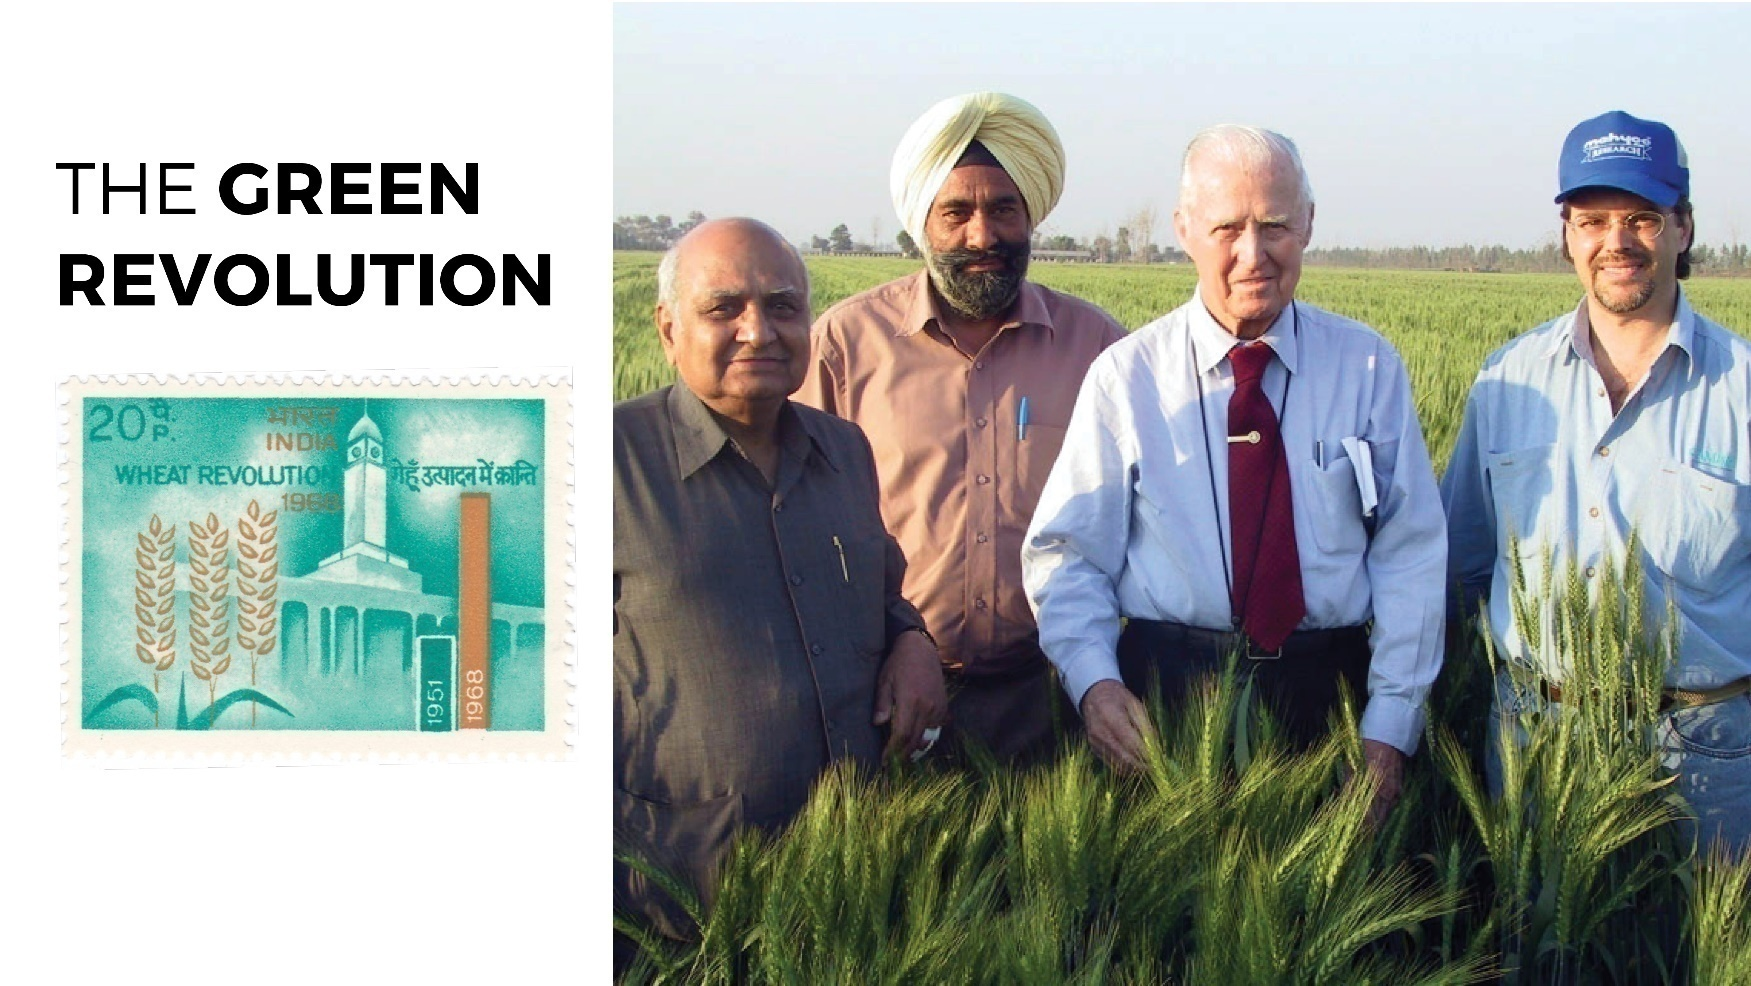 THE GREEN
REVOLUTION
20 पै. P.
भारत
INDIA
WHEAT REVOLUTION गेहूँ उत्पादन में क्रान्ति
1968
1951
1968
mahyco
RESEARCH